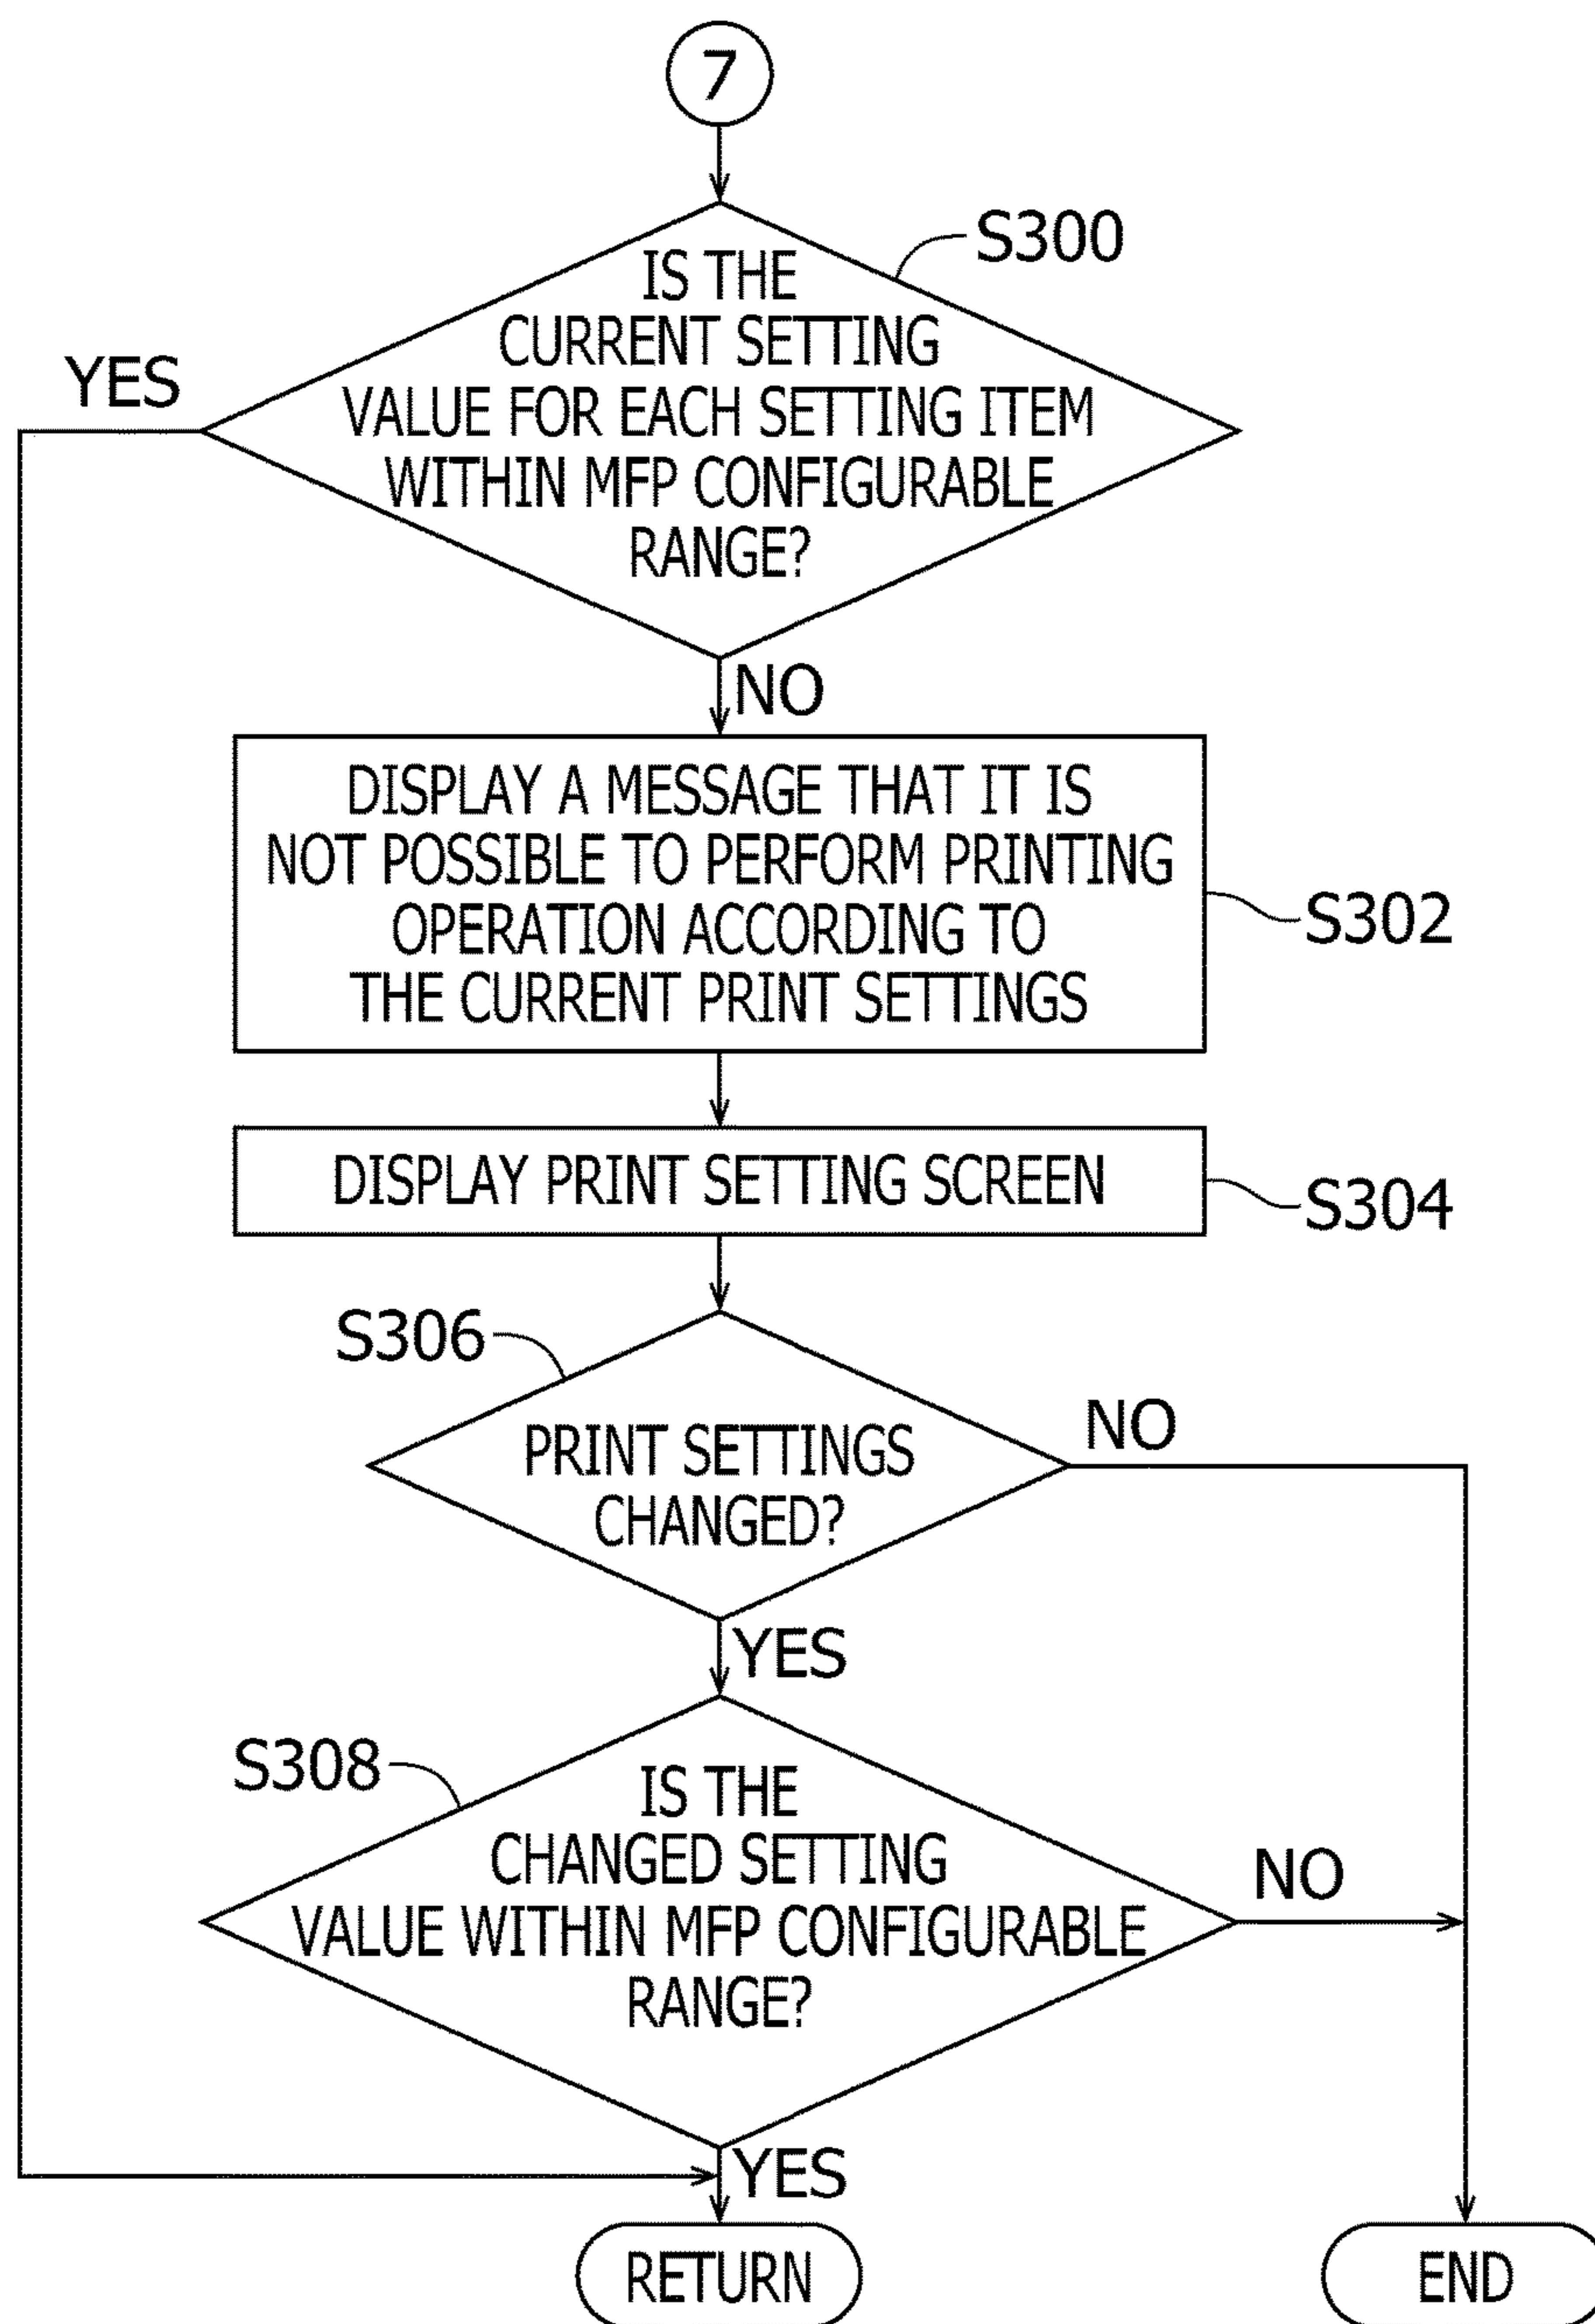 7
S300
IS THE
CURRENT SETTING
VALUE FOR EACH SETTING ITEM
WITHIN MFP CONFIGURABLE
RANGE?
YES
NO
DISPLAY A MESSAGE THAT IT IS
NOT POSSIBLE TO PERFORM PRINTING
OPERATION ACCORDING TO
THE CURRENT PRINT SETTINGS
S302
DISPLAY PRINT SETTING SCREEN
S304
S306
PRINT SETTINGS
CHANGED?
NO
YES
S308
IS THE
CHANGED SETTING
VALUE WITHIN MFP CONFIGURABLE
RANGE?
NO
YES
RETURN
END